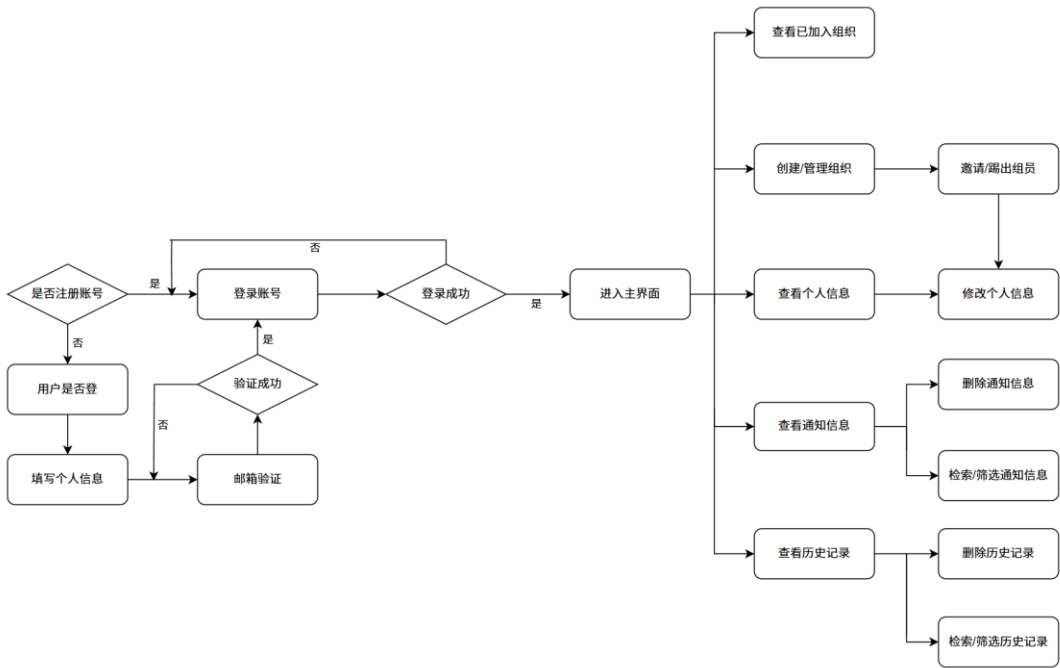 查看已加入组织
创建/管理组织
邀请/踢出组员
否
是否注册账号
是
登录账号
登录成功
是
进入主界面
查看个人信息
修改个人信息
否
是
用户是否登
验证成功
删除通知信息
否
查看通知信息
填写个人信息
邮箱验证
检索/筛选通知信息
查看历史记录
删除历史记录
检索/筛选历史记录